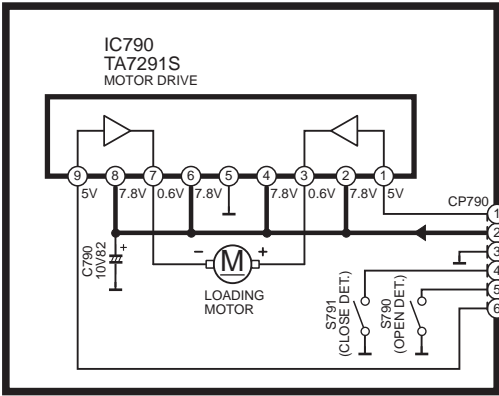 IC790
TA7291S
MOTOR DRIVE
9 8 7 6 5 4 3 2 1
5V 7.8V 0.6V 7.8V 7.8V 0.6V 7.8V 5V
CP790
1
2
3
4
5
6
C790
10V82
+
– M +
LOADING
MOTOR
S791
(CLOSE DET.)
S790
(OPEN DET.)